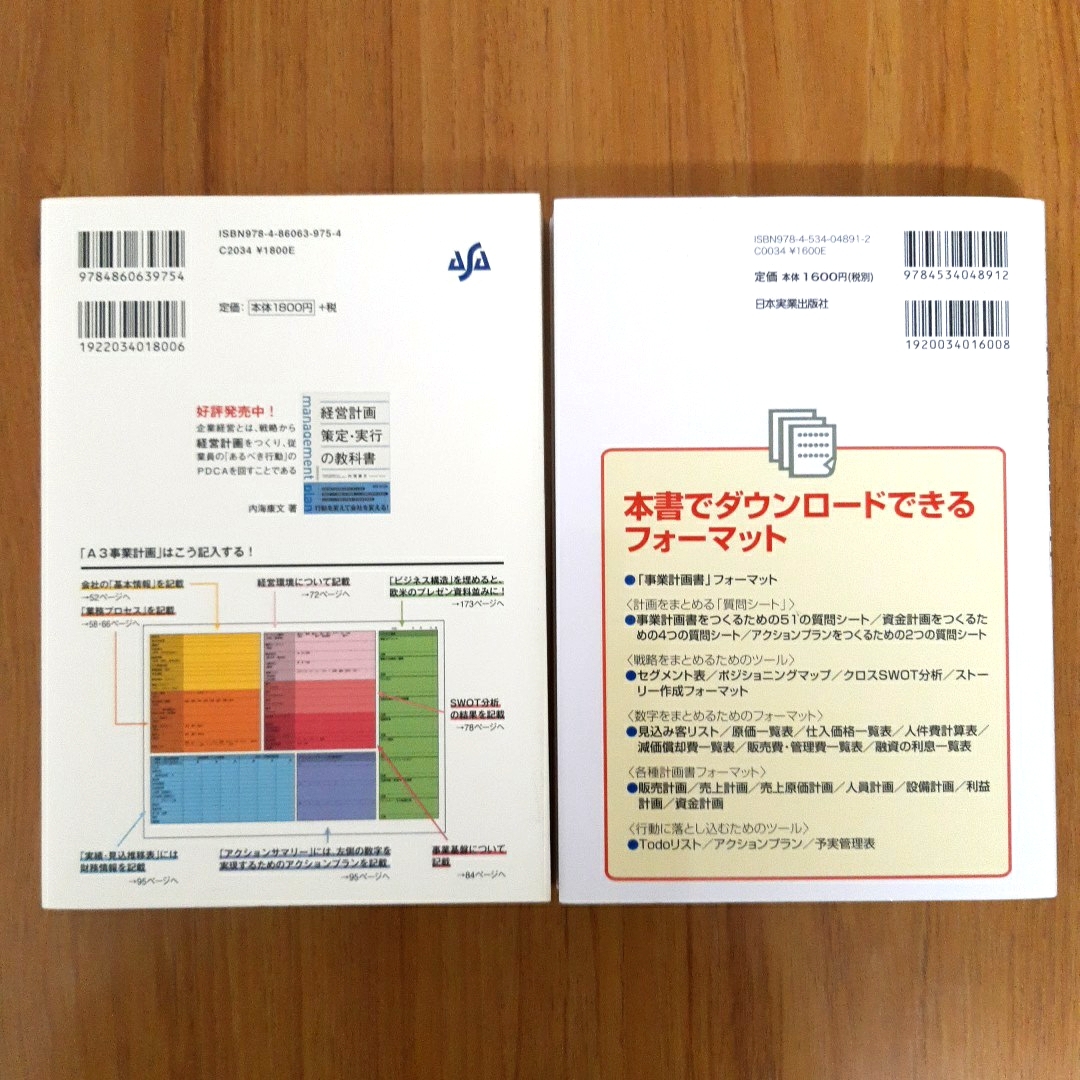 ISBN978-4-86063-975-4
C2034 ¥1800E
9784860639754
定価：本体1800円＋税
1922034018006
好評発売中！
企業経営とは、戦略から
経営計画をつくり、従
業員の「あるべき行動」の
PDCAを回すことである
内海康文 著
management plan
経営計画
策定・実行
の教科書
行動を変えて会社を変える！
「A3事業計画」はこう記入する！
会社の「基本情報」を記載
→52ページへ
「業務プロセス」を記載
→58-66ページへ
経営環境について記載
→72ページへ
「ビジネス構造」を埋めると、
欧米のプレゼン資料並みに！
→173ページへ
SWOT分析
の結果を記載
→78ページへ
「実績・見込推移表」には
財務情報を記載
→95ページへ
「アクションサマリー」には、左側の数字を
実現するためのアクションプランを記載
→95ページへ
事業基盤について
記載
→84ページへ
ISBN978-4-534-04891-2
C0034 ¥1600E
定価 本体1600円(税別)
日本実業出版社
9784534048912
1920034016008
本書でダウンロードできる
フォーマット
●「事業計画書」フォーマット
〈計画をまとめる「質問シート」〉
●事業計画書をつくるための51の質問シート／資金計画をつくるた
めの4つの質問シート／アクションプランをつくるための2つの質問シート
〈戦略をまとめるためのツール〉
●セグメント表／ポジショニングマップ／クロスSWOT分析／ストー
リー作成フォーマット
〈数字をまとめるためのフォーマット〉
●見込み客リスト／原価一覧表／仕入価格一覧表／人件費計算表／
減価償却費一覧表／販売費・管理費一覧表／融資の利息一覧表
〈各種計画書フォーマット〉
●販売計画／売上計画／売上原価計画／人員計画／設備計画／利益
計画／資金計画
〈行動に落とし込むためのツール〉
●Todoリスト／アクションプラン／予実管理表